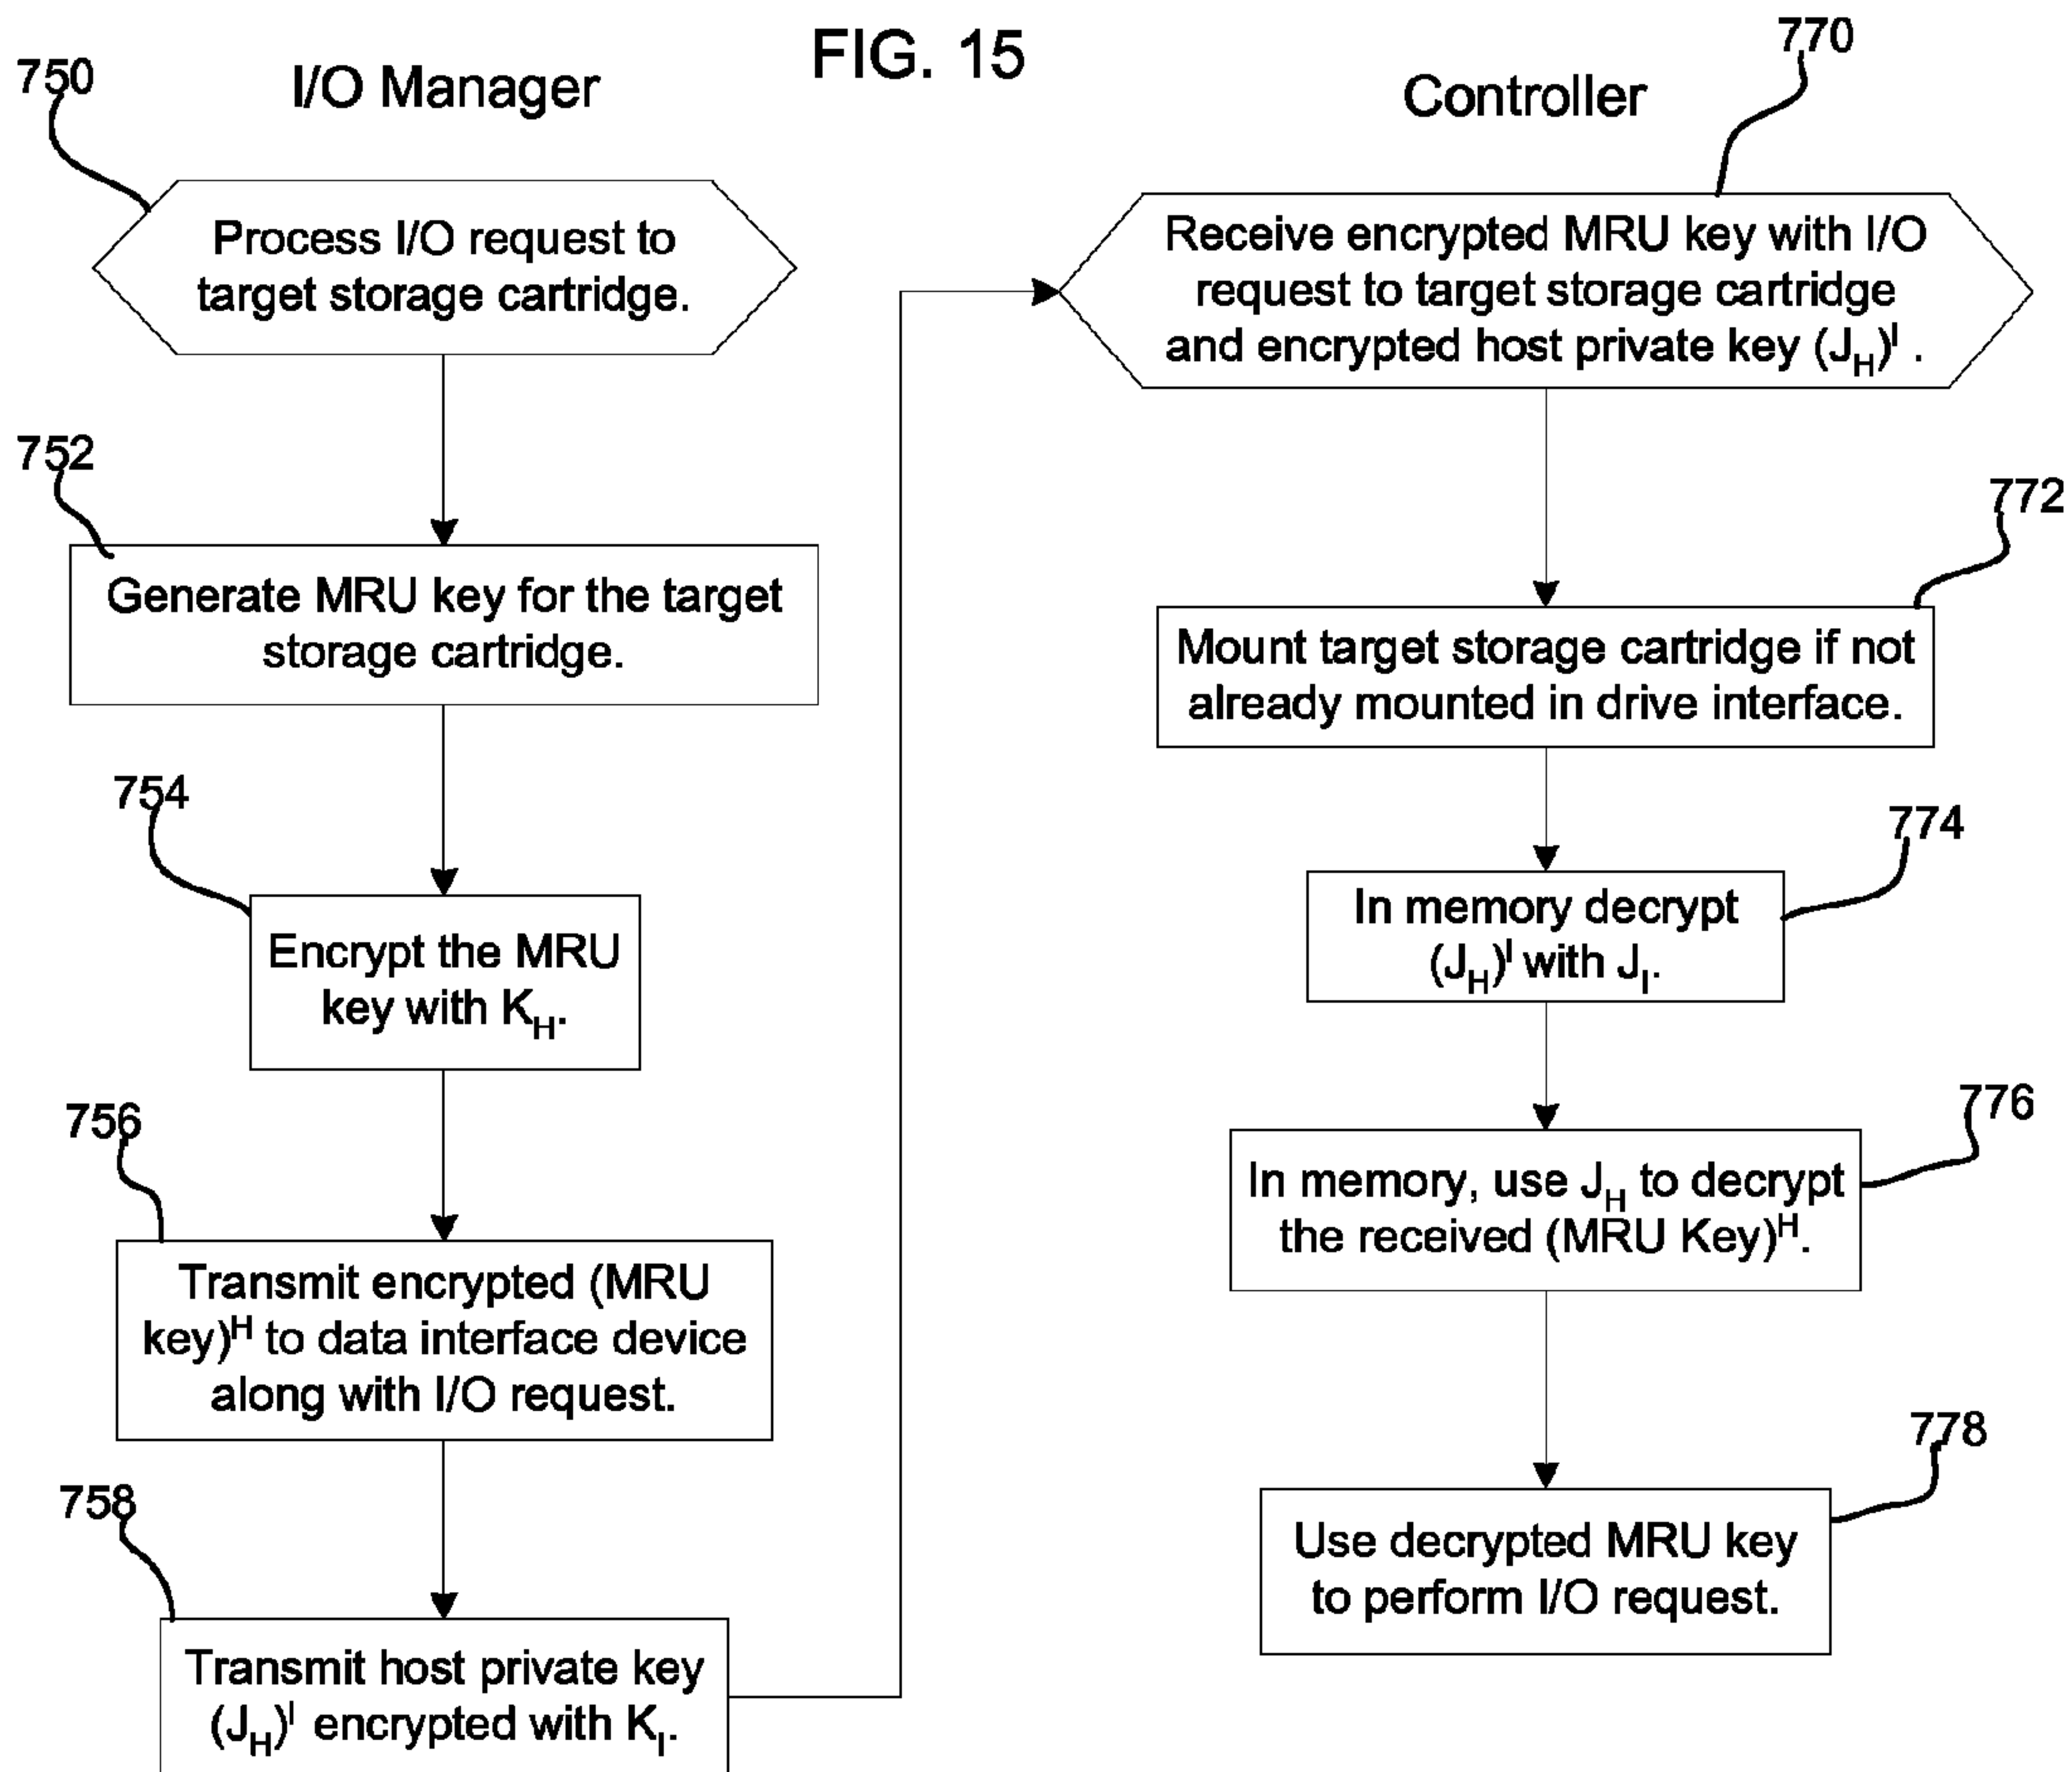 FIG. 15
750
I/O Manager
Process I/O request to
target storage cartridge.
752
Generate MRU key for the target
storage cartridge.
754
Encrypt the MRU
key with K_H.
756
Transmit encrypted (MRU
key)^H to data interface device
along with I/O request.
758
Transmit host private key
(J_H)^I encrypted with K_I.
770
Controller
Receive encrypted MRU key with I/O
request to target storage cartridge
and encrypted host private key (J_H)^I .
772
Mount target storage cartridge if not
already mounted in drive interface.
774
In memory decrypt
(J_H)^I with J_I.
776
In memory, use J_H to decrypt
the received (MRU Key)^H.
778
Use decrypted MRU key
to perform I/O request.